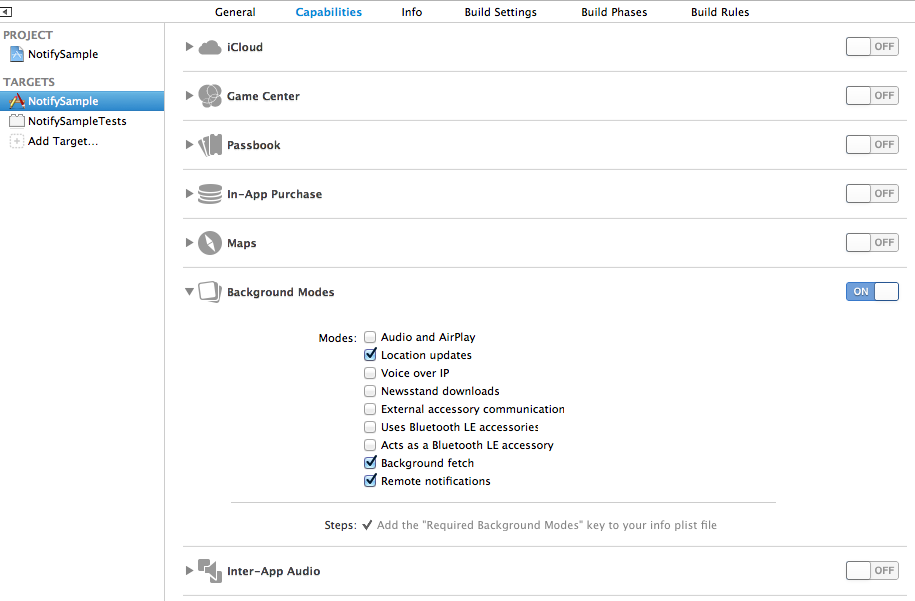 General Capabilities Info Build Settings Build Phases Build Rules
PROJECT
NotifySample
TARGETS
NotifySample
NotifySampleTests
Add Target...
iCloud OFF
Game Center OFF
Passbook OFF
In-App Purchase OFF
Maps OFF
Background Modes ON
Modes: Audio and AirPlay
Location updates
Voice over IP
Newsstand downloads
External accessory communication
Uses Bluetooth LE accessories
Acts as a Bluetooth LE accessory
Background fetch
Remote notifications
Steps: ✓ Add the "Required Background Modes" key to your info plist file
Inter-App Audio OFF